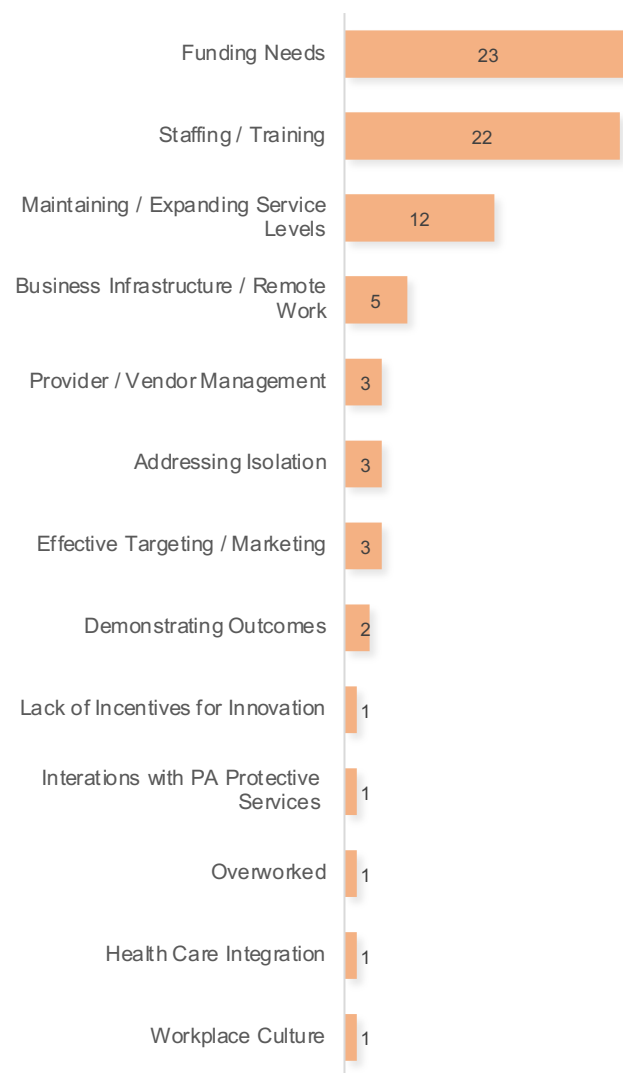 Funding Needs
23
Staffing / Training
22
Maintaining / Expanding Service
Levels
12
Business Infrastructure / Remote
Work
5
Provider / Vendor Management
3
Addressing Isolation
3
Effective Targeting / Marketing
3
Demonstrating Outcomes
2
Lack of Incentives for Innovation
1
Interations with PA Protective
Services
1
Overworked
1
Health Care Integration
1
Workplace Culture
1